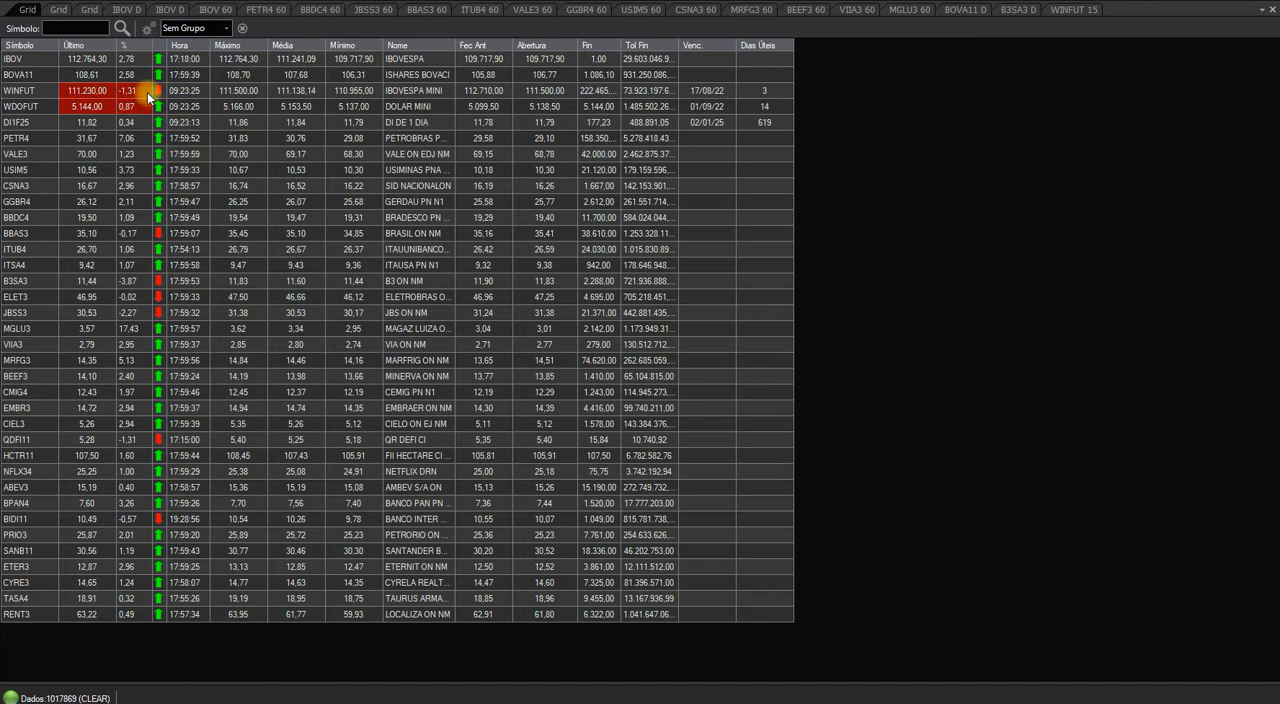 Grid Grid Grid IBOV D IBOV D IBOV 60 PETR4 60 BBDC4 60 JBSS3 60 BBAS3 60 ITUB4 60 VALE3 60 GGBR4 60 USIM5 60 CSNA3 60 MRFG3 60 BEEF3 60 VIIA3 60 MGLU3 60 BOVA11 D B3SA3 D WINFUT 15
Símbolo: Sem Grupo
Símbolo Último % Hora Máximo Média Mínimo Nome Fec Ant Abertura Fin Tol Fin Venc. Dias Úteis
IBOV 112.764,30 2,78 17:18:00 112.764,30 111.241,09 109.717,90 IBOVESPA 109.717,90 109.717,90 1,00 29.603.046.9...
BOVA11 108,61 2,58 17:59:39 108,70 107,68 106,31 ISHARES BOVACI 105,88 106,77 1.086,10 931.250.086,...
WINFUT 111.230,00 -1,31 09:23:25 111.500,00 111.138,14 110.955,00 IBOVESPA MINI 112.710,00 111.500,00 222.465,... 73.923.197.6... 17/08/22 3
WDOFUT 5.144,00 0,87 09:23:25 5.166,00 5.153,50 5.137,00 DOLAR MINI 5.099,50 5.138,50 5.144,00 1.485.502.26... 01/09/22 14
DI1F25 11,82 0,34 09:23:13 11,86 11,84 11,79 DI DE 1 DIA 11,78 11,79 177,23 488.891,05 02/01/25 619
PETR4 31,67 7,06 17:59:52 31,83 30,76 29,08 PETROBRAS P... 29,58 29,10 158.350,... 5.278.418.43...
VALE3 70,00 1,23 17:59:59 70,00 69,17 68,30 VALE ON EDJ NM 69,15 68,78 42.000,00 2.462.875,37...
USIM5 10,56 3,73 17:59:33 10,67 10,53 10,30 USIMINAS PNA ... 10,18 10,30 21.120,00 179.159.596,...
CSNA3 16,67 2,96 17:58:57 16,74 16,52 16,22 SID NACIONALON 16,19 16,26 1.667,00 142.153.901,...
GGBR4 26,12 2,11 17:59:47 26,25 26,07 25,68 GERDAU PN N1 25,58 25,77 2.612,00 261.551.714,...
BBDC4 19,50 1,09 17:59:49 19,54 19,47 19,31 BRADESCO PN ... 19,29 19,40 11.700,00 584.024.044,...
BBAS3 35,10 -0,17 17:59:07 35,45 35,10 34,85 BRASIL ON NM 35,16 35,41 38.610,00 1.253.328.11...
ITUB4 26,70 1,06 17:54:13 26,79 26,67 26,37 ITAUUNIBANCO... 26,42 26,59 24.030,00 1.015.830.89...
ITSA4 9,42 1,07 17:59:58 9,47 9,43 9,36 ITAUSA PN N1 9,32 9,38 942,00 178.646.948,...
B3SA3 11,44 -3,87 17:59:53 11,83 11,60 11,44 B3 ON NM 11,90 11,83 2.288,00 721.936.888,...
ELET3 46,95 -0,02 17:59:33 47,50 46,66 46,12 ELETROBRAS O... 46,96 47,25 4.695,00 705.218.451,...
JBSS3 30,53 -2,27 17:59:32 31,38 30,53 30,17 JBS ON NM 31,24 31,38 21.371,00 442.881.435,...
MGLU3 3,57 17,43 17:59:57 3,62 3,34 2,95 MAGAZ LUIZA O... 3,04 3,01 2.142,00 1.173.949.31...
VIIA3 2,79 2,95 17:59:37 2,85 2,80 2,74 VIA ON NM 2,71 2,77 279,00 130.512.712,...
MRFG3 14,35 5,13 17:59:36 14,84 14,46 14,16 MARFRIG ON NM 13,65 14,51 74.620,00 262.685.059,...
BEEF3 14,10 2,40 17:59:24 14,19 13,98 13,66 MINERVA ON NM 13,77 13,85 1.410,00 65.104.815,00
CMIG4 12,43 1,97 17:59:46 12,45 12,37 12,19 CEMIG PN N1 12,19 12,29 1.243,00 114.945.273,...
EMBR3 14,72 2,94 17:59:37 14,94 14,74 14,35 EMBRAER ON NM 14,30 14,39 4.416,00 99.740.211,00
CIEL3 5,26 2,94 17:59:39 5,35 5,26 5,12 CIELO ON EJ NM 5,11 5,12 1.578,00 143.384.376,...
QDFI11 5,28 -1,31 17:15:00 5,40 5,25 5,18 QR DEFI CI 5,35 5,40 15,84 10.740,92
HCTR11 107,50 1,60 17:59:44 108,45 107,43 105,91 FII HECTARE CI ... 105,81 105,91 107,50 6.782.582,76
NFLX34 25,25 1,00 17:59:29 25,38 25,08 24,91 NETFLIX DRN 25,00 25,18 75,75 3.742.192,94
ABEV3 15,19 0,40 17:58:57 15,36 15,19 15,08 AMBEV S/A ON 15,13 15,22 15.190,00 272.749.732,...
BPAN4 7,60 3,26 17:59:26 7,70 7,56 7,40 BANCO PAN PN ... 7,36 7,44 1.520,00 17.777.203,00
BIDI11 10,49 -0,57 19:28:56 10,54 10,26 9,78 BANCO INTER ... 10,55 10,07 1.049,00 815.781.738,...
PRIO3 25,87 2,01 17:59:20 25,89 25,72 25,23 PETRORIO ON ... 25,36 25,23 7.761,00 254.633.626,...
SANB11 30,56 1,19 17:59:43 30,77 30,46 30,30 SANTANDER B... 30,20 30,52 18.336,00 46.202.753,00
ETER3 12,87 2,96 17:59:25 13,13 12,85 12,47 ETERNIT ON NM 12,50 12,52 3.861,00 12.111.512,00
CYRE3 14,65 1,24 17:58:07 14,77 14,63 14,35 CYRELA REALT... 14,47 14,60 7.325,00 81.396.571,00
TASA4 18,91 0,32 17:55:26 19,19 18,95 18,75 TAURUS ARMA... 18,85 18,96 9.455,00 13.167.936,99
RENT3 63,22 0,49 17:57:34 63,95 61,77 59,93 LOCALIZA ON NM 62,91 61,80 6.322,00 1.041.647.06...
Dados:1017869 (CLEAR)